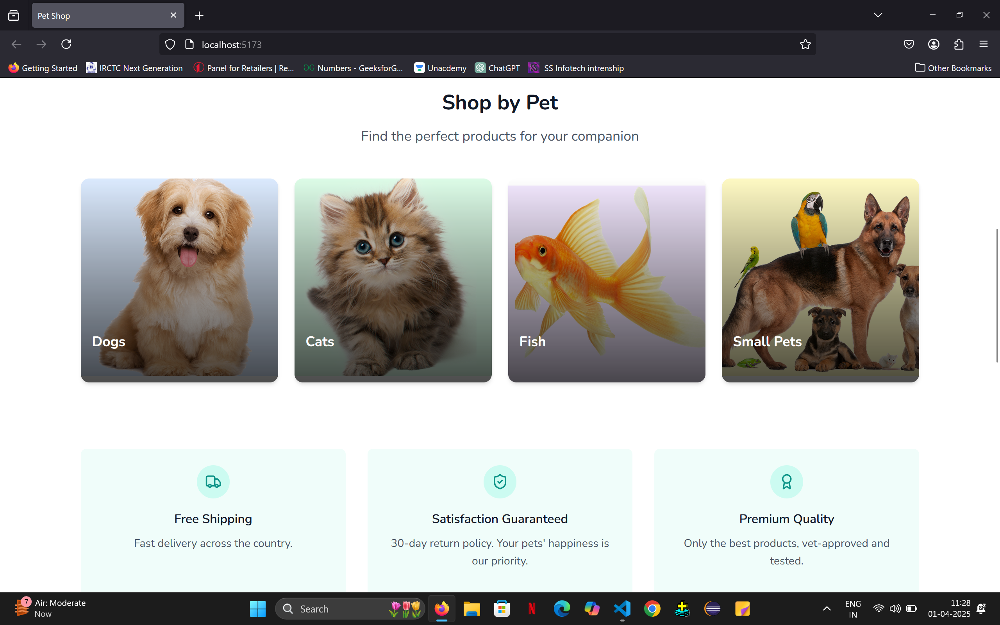 Pet Shop
localhost:5173
Getting Started
IRCTC Next Generation
Panel for Retailers | Re...
Numbers - GeeksforG...
Unacdemy
ChatGPT
SS Infotech intrenship
Other Bookmarks
Shop by Pet
Find the perfect products for your companion
Dogs
Cats
Fish
Small Pets
Free Shipping
Fast delivery across the country.
Satisfaction Guaranteed
30-day return policy. Your pets' happiness is
our priority.
Premium Quality
Only the best products, vet-approved and
tested.
7
Air: Moderate
Now
Search
ENG
IN
11:28
01-04-2025